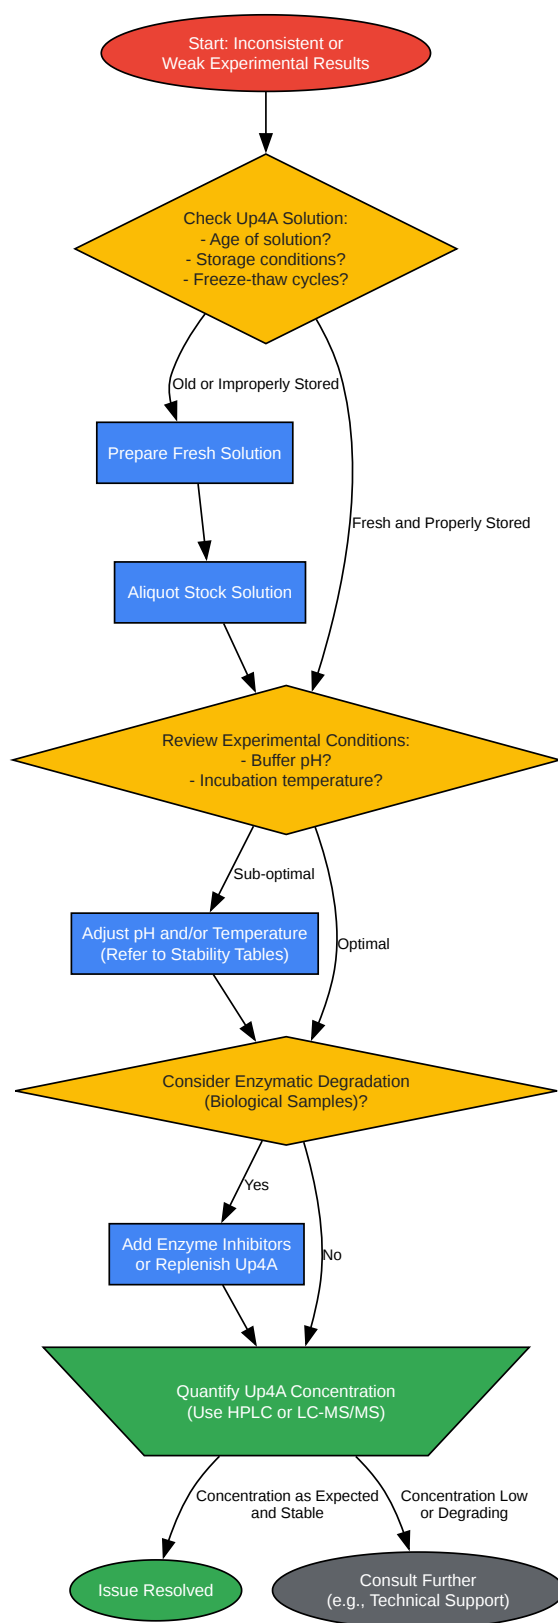 Start: Inconsistent or
Weak Experimental Results
Check Up4A Solution:
- Age of solution?
- Storage conditions?
- Freeze-thaw cycles?
Old or Improperly Stored
Prepare Fresh Solution
Fresh and Properly Stored
Aliquot Stock Solution
Review Experimental Conditions:
- Buffer pH?
- Incubation temperature?
Sub-optimal
Adjust pH and/or Temperature
(Refer to Stability Tables)
Optimal
Consider Enzymatic Degradation
(Biological Samples)?
Yes
Add Enzyme Inhibitors
or Replenish Up4A
No
Quantify Up4A Concentration
(Use HPLC or LC-MS/MS)
Concentration as Expected
and Stable
Concentration Low
or Degrading
Issue Resolved
Consult Further
(e.g., Technical Support)